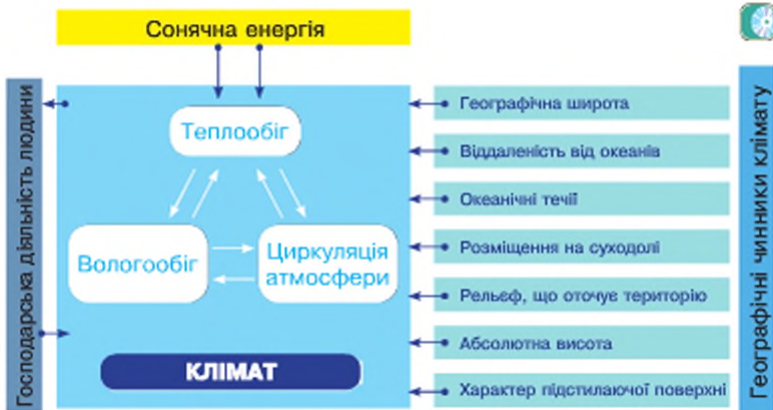 Сонячна енергія
Господарська діяльність людини
Теплообіг
Вологообіг
Циркуляція
атмосфери
КЛІМАТ
Географічна широта
Віддаленість від океанів
Океанічні течії
Розміщення на суходолі
Рельєф, що оточує територію
Абсолютна висота
Характер підстилаючої поверхні
Географічні чинники клімату